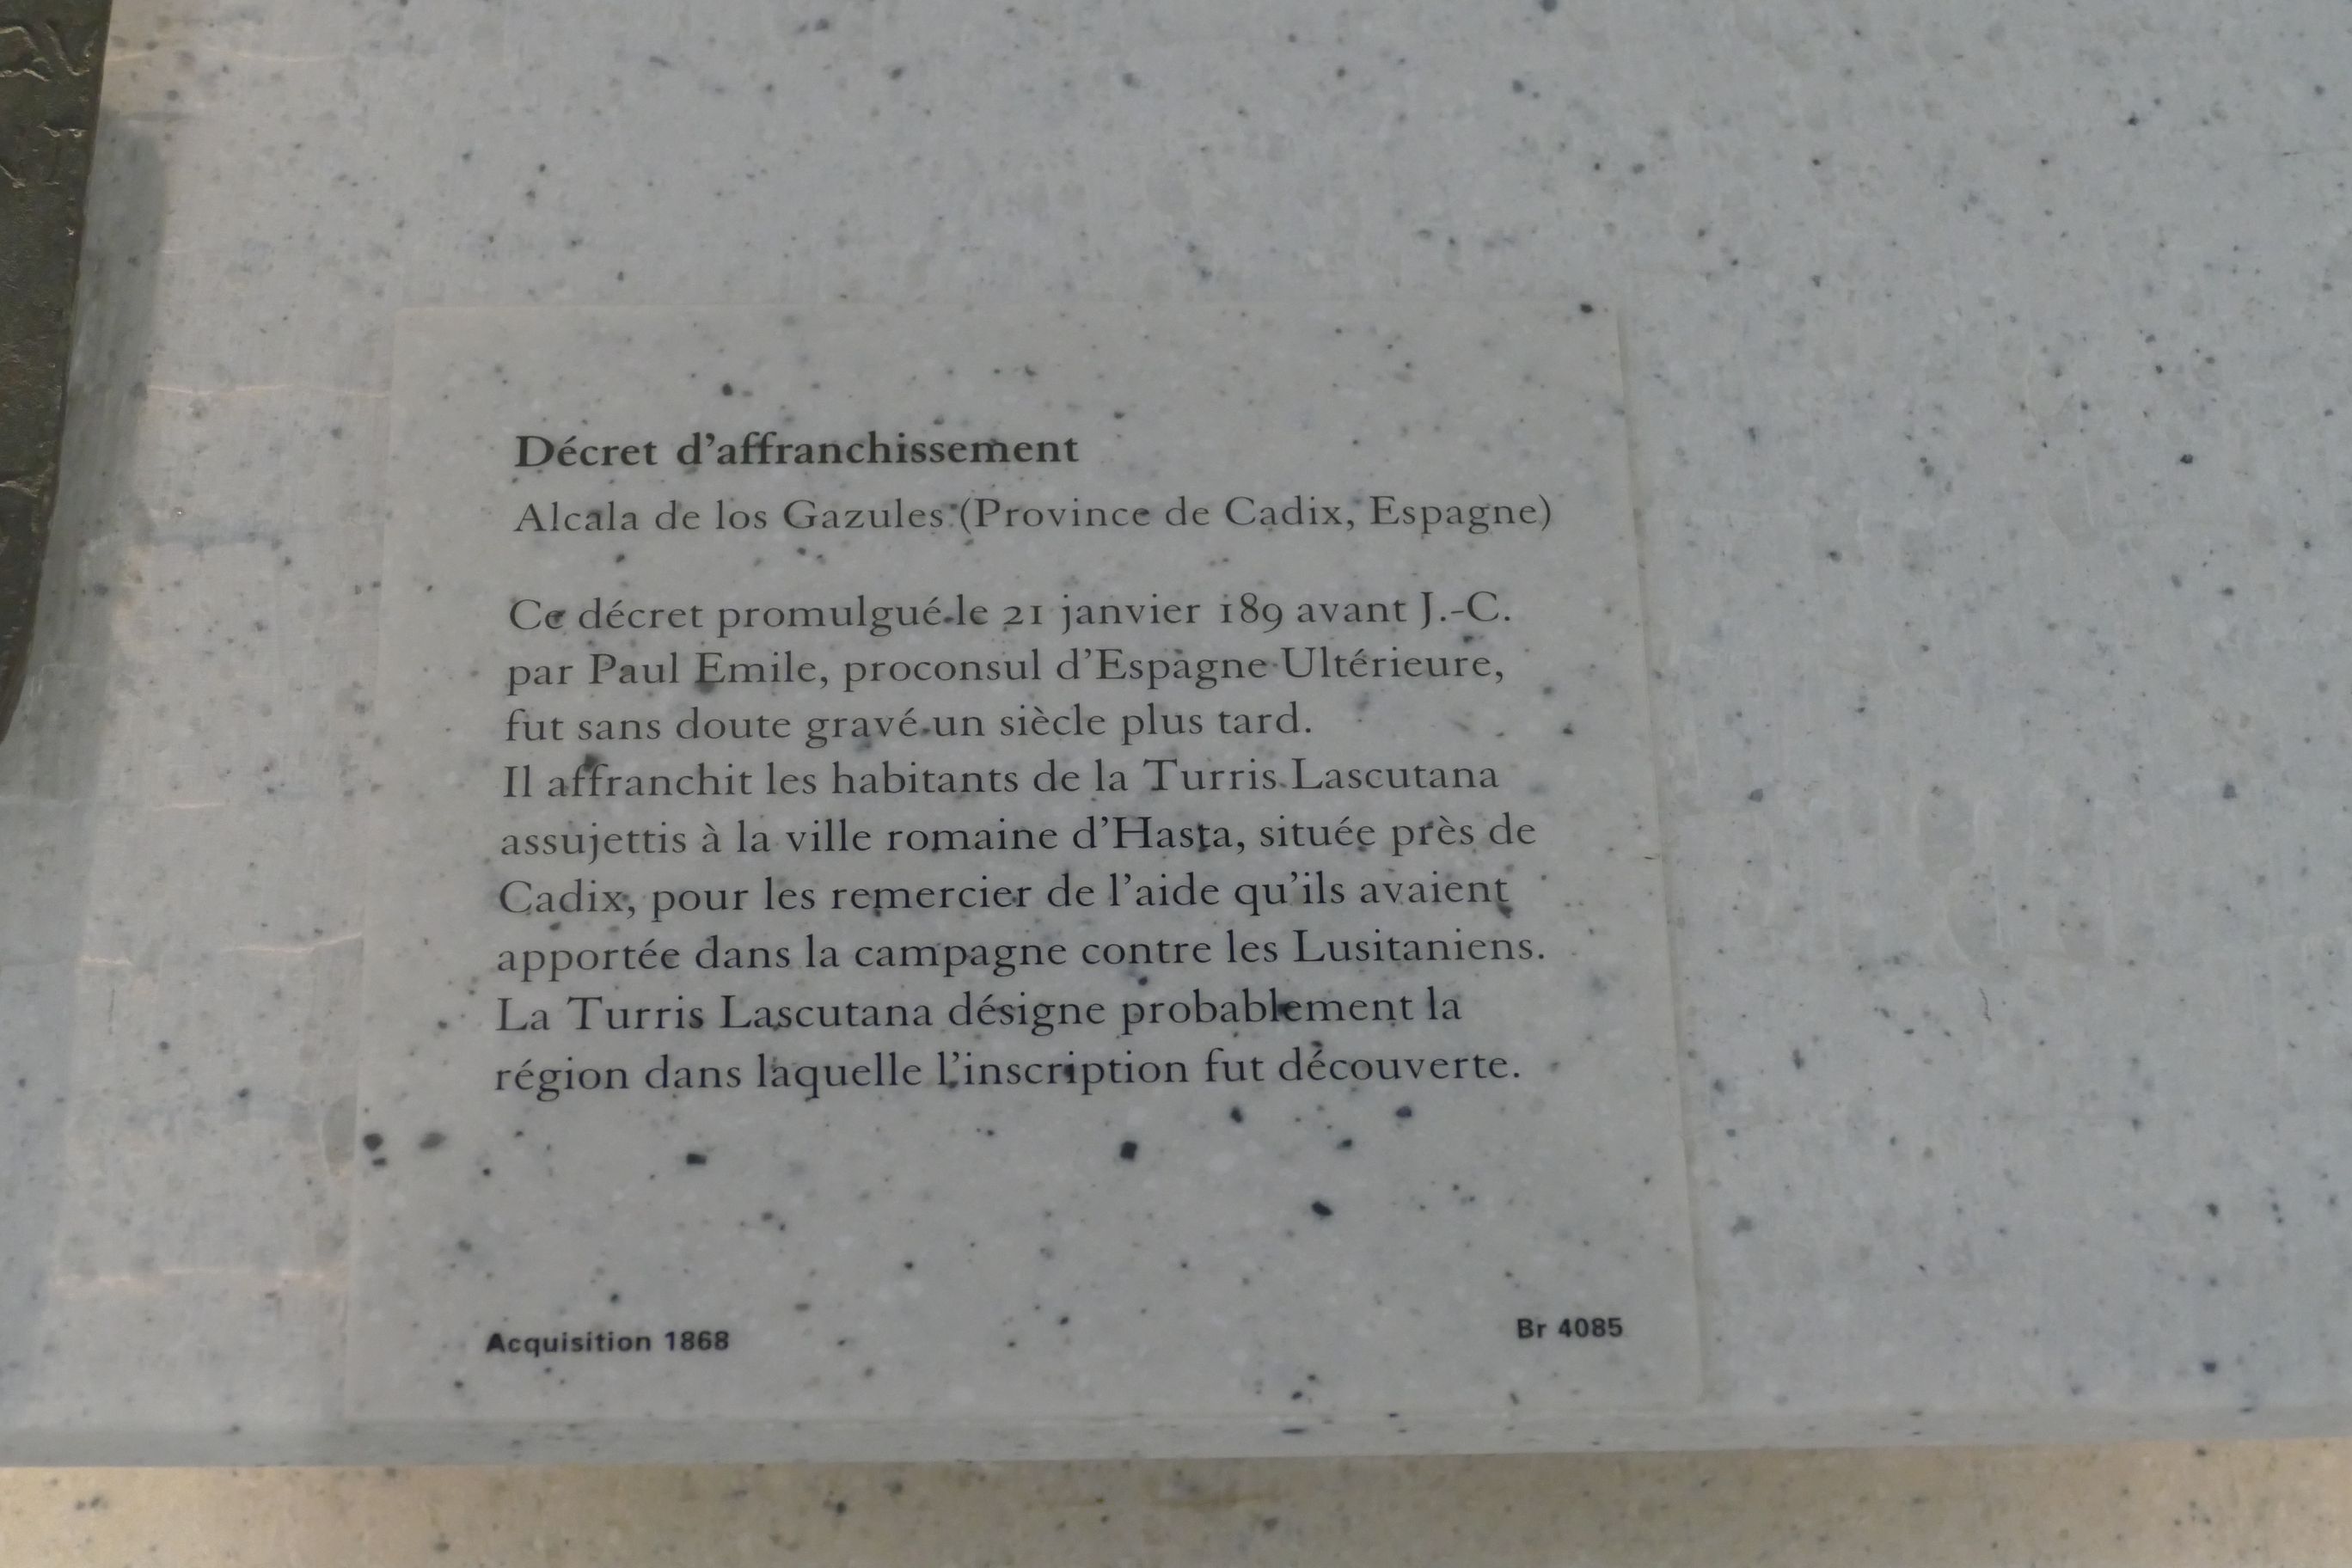 Décret d'affranchissement
Alcala de los Gazules (Province de Cadix, Espagne)
Ce décret promulgué le 21 janvier 189 avant J.-C.
par Paul Emile, proconsul d'Espagne Ultérieure,
fut sans doute gravé un siècle plus tard.
Il affranchit les habitants de la Turris Lascutana
assujettis à la ville romaine d'Hasta, située près de
Cadix, pour les remercier de l'aide qu'ils avaient
apportée dans la campagne contre les Lusitaniens.
La Turris Lascutana désigne probablement la
région dans laquelle l'inscription fut découverte.
Acquisition 1868
Br 4085